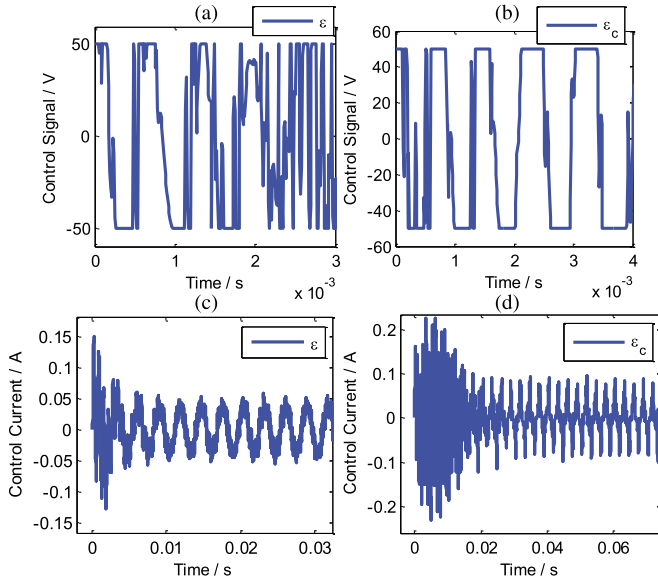 (a)
ε
50
0
-50
Control Signal / V
0
1
2
3
Time / s
x 10⁻³
(b)
εc
60
40
20
0
-20
-40
-60
Control Signal / V
0
1
2
3
4
Time / s
x 10⁻³
(c)
ε
0.15
0.1
0.05
0
-0.05
-0.1
-0.15
Control Current / A
0
0.01
0.02
0.03
Time / s
(d)
εc
0.2
0.1
0
-0.1
-0.2
Control Current / A
0
0.02
0.04
0.06
Time / s